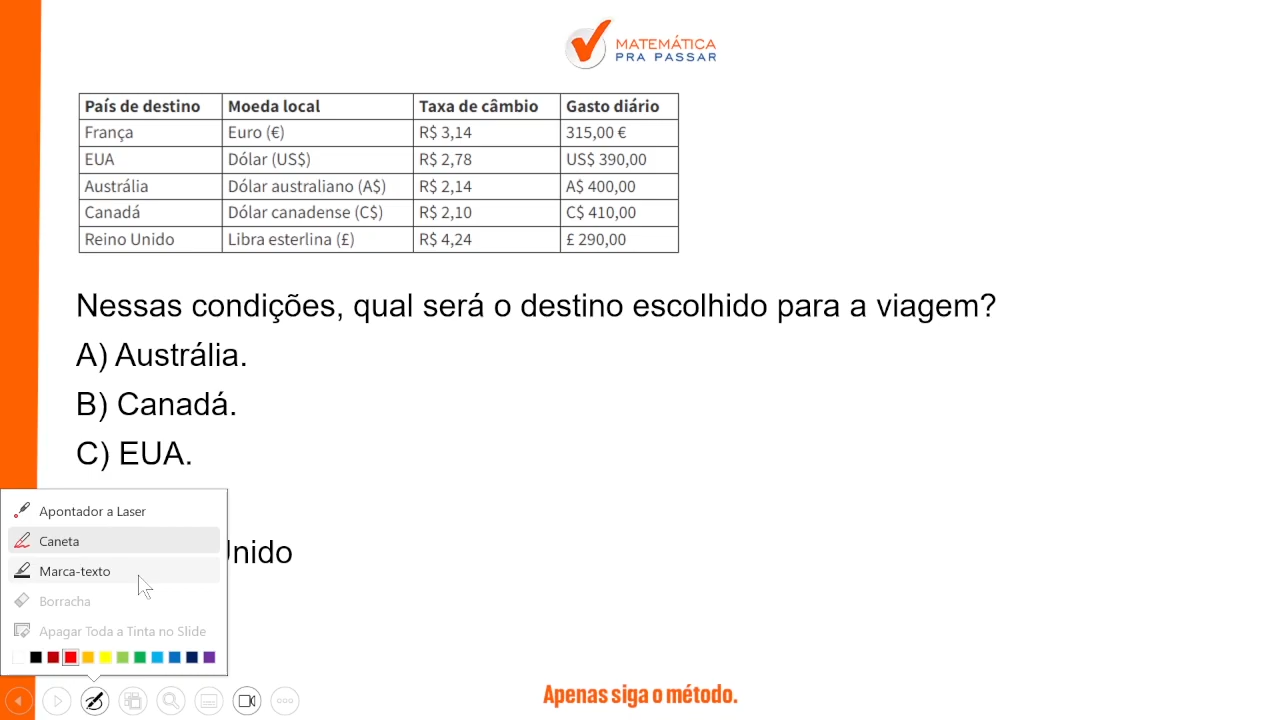 MATEMÁTICA
PRA PASSAR
País de destino Moeda local Taxa de câmbio Gasto diário
França Euro (€) R$ 3,14 315,00 €
EUA Dólar (US$) R$ 2,78 US$ 390,00
Austrália Dólar australiano (A$) R$ 2,14 A$ 400,00
Canadá Dólar canadense (C$) R$ 2,10 C$ 410,00
Reino Unido Libra esterlina (£) R$ 4,24 £ 290,00
Nessas condições, qual será o destino escolhido para a viagem?
A) Austrália.
B) Canadá.
C) EUA.
Apontador a Laser
Caneta
nido
Marca-texto
Borracha
Apagar Toda a Tinta no Slide
Apenas siga o método.